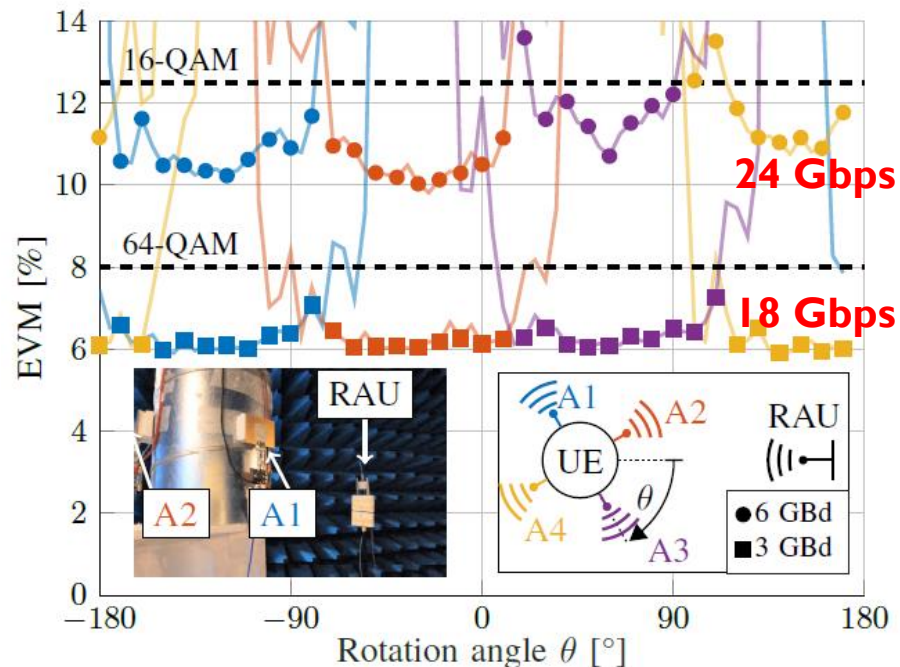 14
16-QAM
12
10
24 Gbps
64-QAM
8
18 Gbps
6
EVM [%]
RAU
A1
A2
RAU
UE
4
θ
6 GBd
A2
A1
A4
A3
3 GBd
2
0
−180
−90
0
90
180
Rotation angle θ [°]